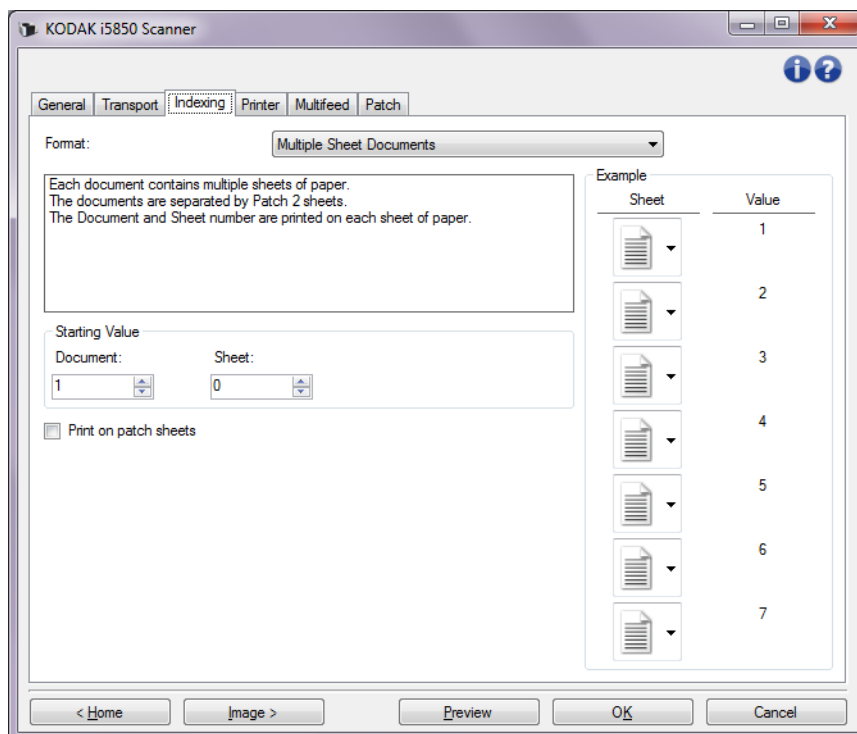 KODAK i5850 Scanner
General Transport Indexing Printer Multifeed Patch
Format: Multiple Sheet Documents
Each document contains multiple sheets of paper.
The documents are separated by Patch 2 sheets.
The Document and Sheet number are printed on each sheet of paper.
Starting Value
Document: Sheet:
1 0
Print on patch sheets
Example
Sheet Value
1
2
3
4
5
6
7
< Home Image > Preview OK Cancel